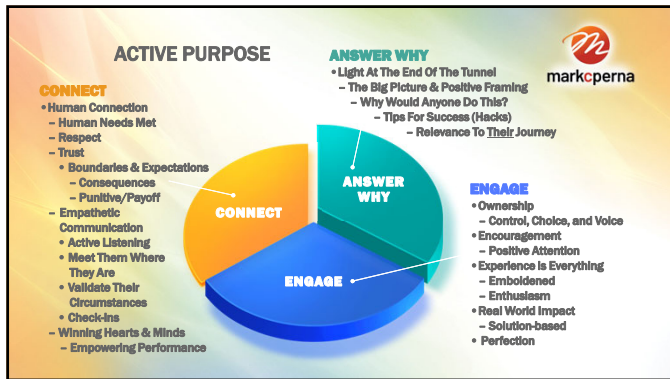 ACTIVE PURPOSE
CONNECT
•Human Connection
– Human Needs Met
– Respect
– Trust
• Boundaries & Expectations
– Consequences
– Punitive/Payoff
– Empathetic
Communication
• Active Listening
• Meet Them Where
They Are
• Validate Their
Circumstances
• Check-ins
– Winning Hearts & Minds
– Empowering Performance
ANSWER WHY
•Light At The End Of The Tunnel
– The Big Picture & Positive Framing
– Why Would Anyone Do This?
– Tips For Success (Hacks)
– Relevance To Their Journey
markcperna
CONNECT
ANSWER
WHY
ENGAGE
ENGAGE
•Ownership
– Control, Choice, and Voice
•Encouragement
– Positive Attention
•Experience is Everything
– Emboldened
– Enthusiasm
•Real World Impact
– Solution-based
• Perfection